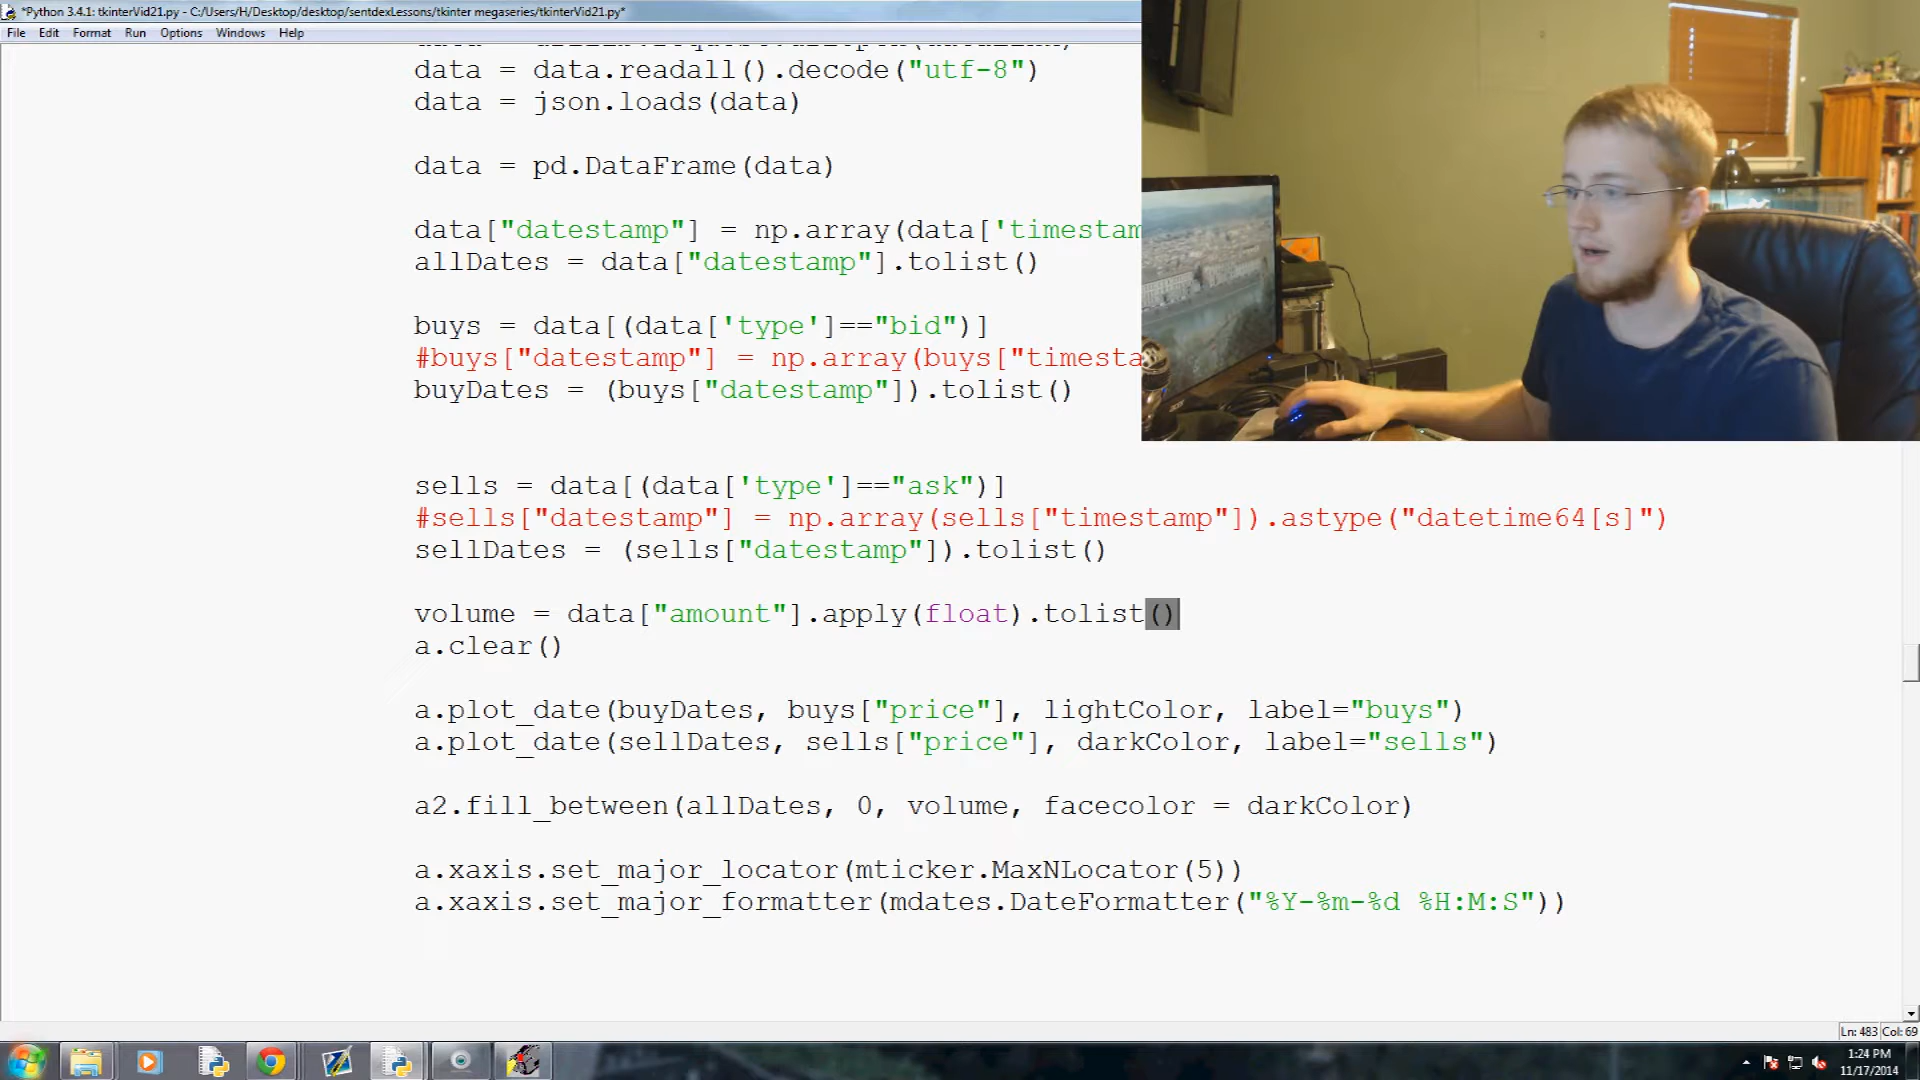 *Python 3.4.1: tkinterVid21.py - C:/Users/H/Desktop/desktop/sentdexLessons/tkinter megaseries/tkinterVid21.py*
File Edit Format Run Options Windows Help
data = data.readall().decode("utf-8")
data = json.loads(data)
data = pd.DataFrame(data)
data["datestamp"] = np.array(data['timestam
allDates = data["datestamp"].tolist()
buys = data[(data['type']=="bid")]
#buys["datestamp"] = np.array(buys["timesta
buyDates = (buys["datestamp"]).tolist()
sells = data[(data['type']=="ask")]
#sells["datestamp"] = np.array(sells["timestamp"]).astype("datetime64[s]")
sellDates = (sells["datestamp"]).tolist()
volume = data["amount"].apply(float).tolist()
a.clear()
a.plot_date(buyDates, buys["price"], lightColor, label="buys")
a.plot_date(sellDates, sells["price"], darkColor, label="sells")
a2.fill_between(allDates, 0, volume, facecolor = darkColor)
a.xaxis.set_major_locator(mticker.MaxNLocator(5))
a.xaxis.set_major_formatter(mdates.DateFormatter("%Y-%m-%d %H:M:S"))
Ln: 483 Col: 69
1:24 PM
11/17/2014